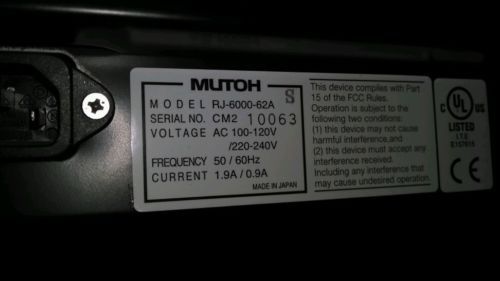 MUTOH
MODEL RJ-6000-62A S
SERIAL NO. CM2 10063
VOLTAGE AC 100-120V
/220-240V
FREQUENCY 50 / 60Hz
CURRENT 1.9A / 0.9A
MADE IN JAPAN
This device complies with Part
15 of the FCC Rules.
Operation is subject to the
following two conditions:
(1) this device may not cause
harmful interference,and
(2) this device must accept any
interference received.
Including interference that
may cause undesired operation.
C UL US
LISTED
I.T.E.
E157615
CE